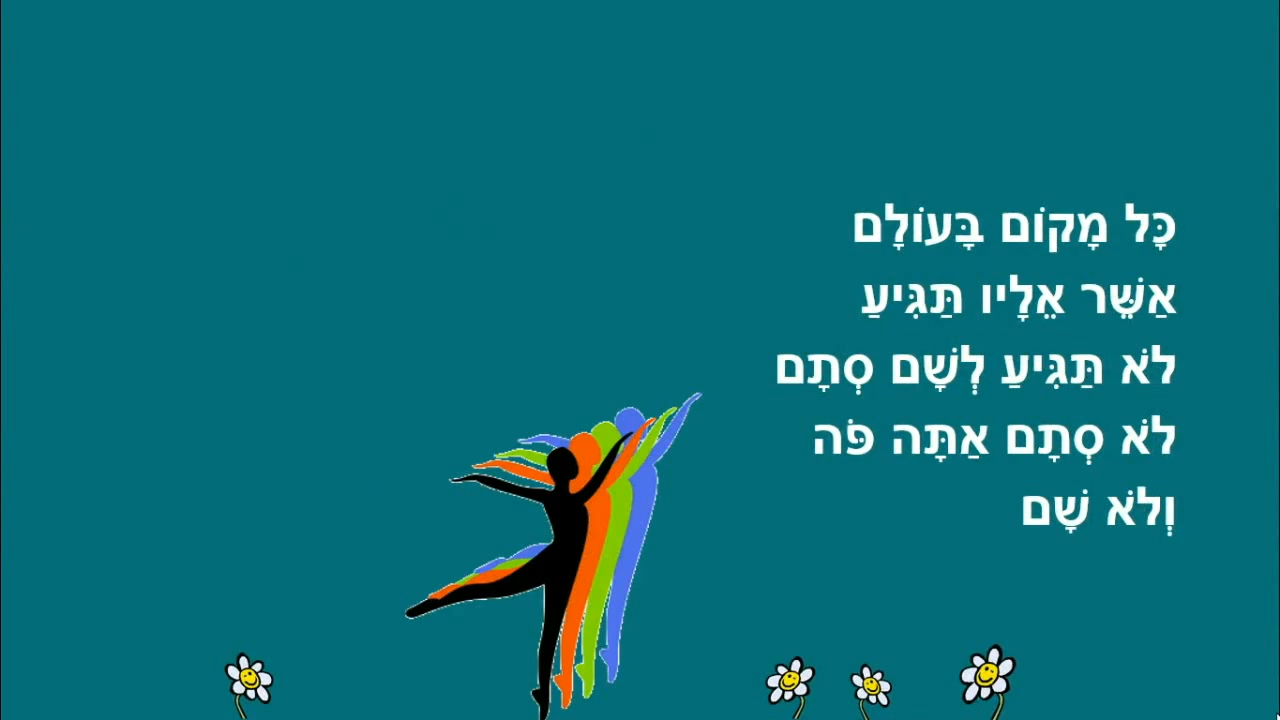 כָּל מָקוֹם בָּעוֹלָם
אַשֵּׁר אֵלָיו תַּגִּיעַ
לֹא תַּגִּיעַ לְשָׁם סְתָם
לֹא סְתָם אַתָּה פֹּה
וְלֹא שָׁם